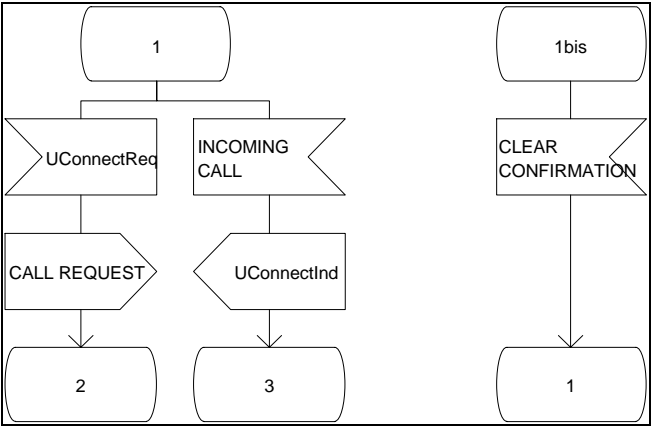 1
1bis
UConnectReq
INCOMING
CALL
CLEAR
CONFIRMATION
CALL REQUEST
UConnectInd
2
3
1